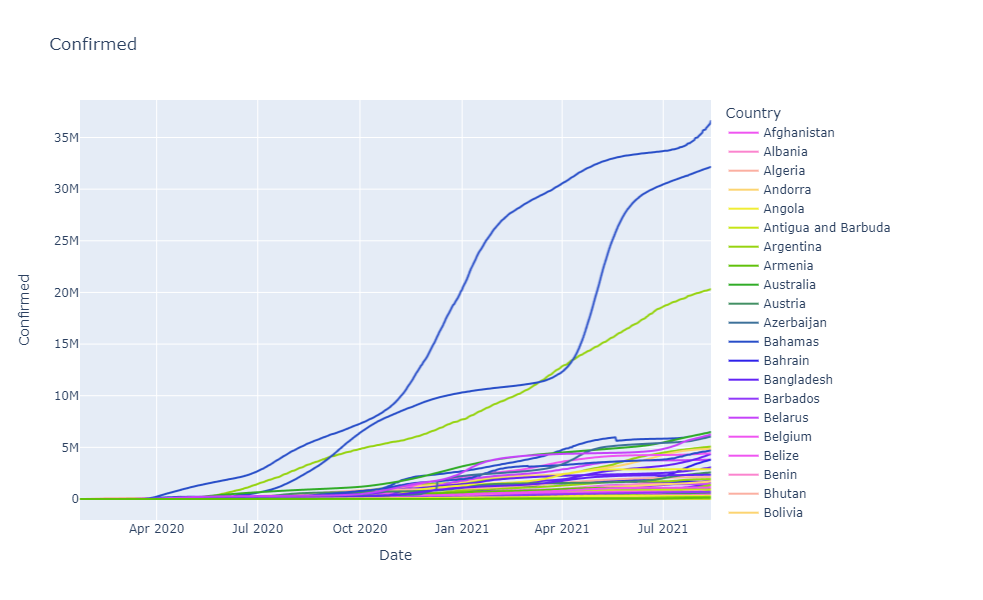 Confirmed
Country
Afghanistan
Albania
Algeria
Andorra
Angola
Antigua and Barbuda
Argentina
Armenia
Australia
Austria
Azerbaijan
Bahamas
Bahrain
Bangladesh
Barbados
Belarus
Belgium
Belize
Benin
Bhutan
Bolivia
35M
30M
25M
20M
15M
10M
5M
0
Confirmed
Apr 2020 Jul 2020 Oct 2020 Jan 2021 Apr 2021 Jul 2021
Date